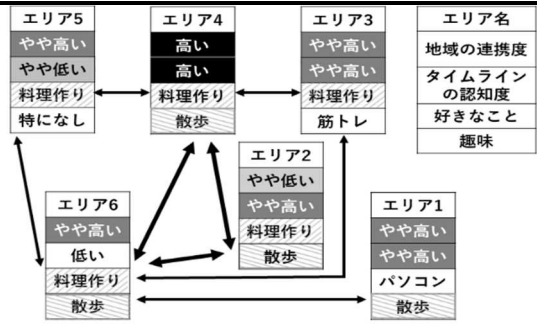 エリア5
やや高い
やや低い
料理作り
特になし
エリア4
高い
高い
料理作り
散歩
エリア3
やや高い
やや高い
料理作り
筋トレ
エリア名
地域の連携度
タイムライン
の認知度
好きなこと
趣味
エリア2
やや低い
やや高い
料理作り
散歩
エリア6
やや高い
低い
料理作り
散歩
エリア1
やや高い
やや高い
パソコン
散歩